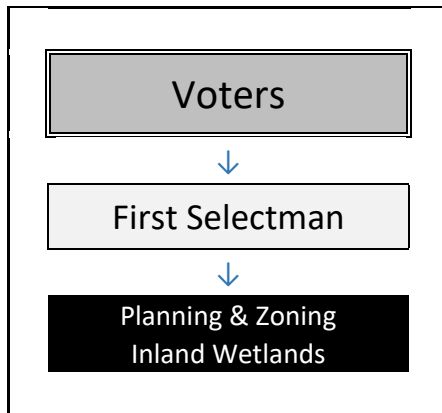 Voters
First Selectman
Planning & Zoning
Inland Wetlands